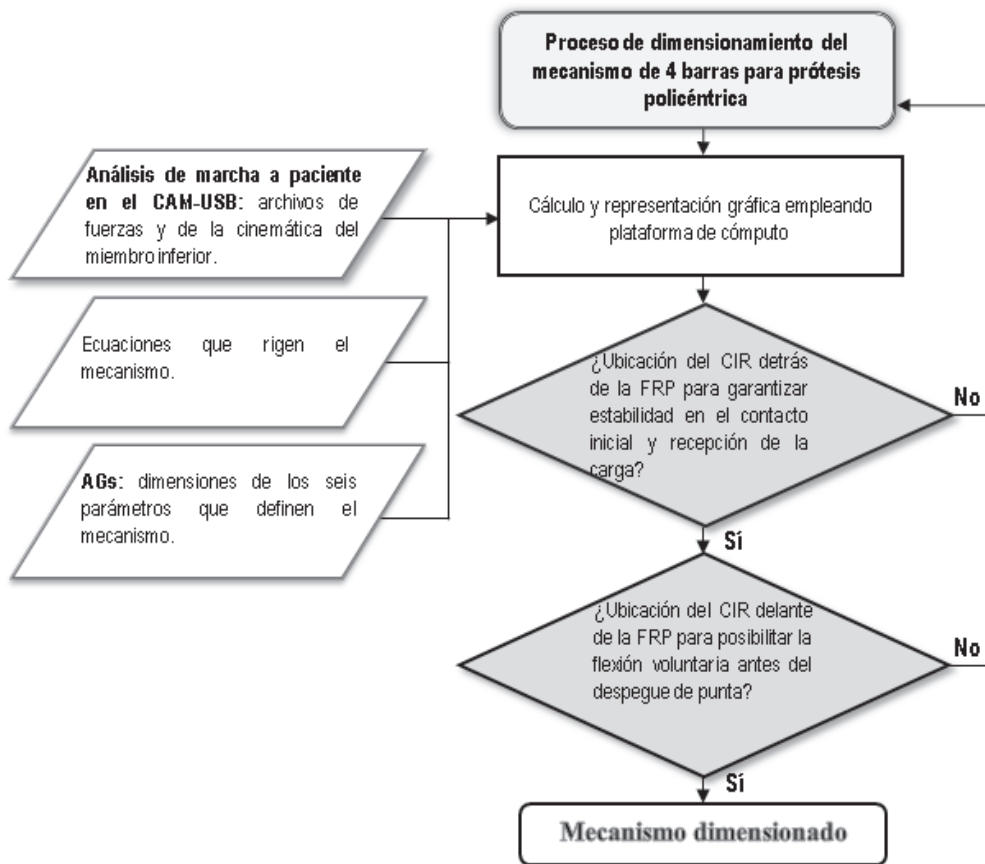 Proceso de dimensionamiento del
mecanismo de 4 barras para prótesis
policéntrica
Análisis de marcha a paciente
en el CAM-USB: archivos de
fuerzas y de la cinemática del
miembro inferior.
Cálculo y representación gráfica empleando
plataforma de cómputo
Ecuaciones que rigen el
mecanismo.
AGs: dimensiones de los seis
parámetros que definen el
mecanismo.
¿Ubicación del CIR detrás
de la FRP para garantizar
estabilidad en el contacto
inicial y recepción de la
carga?
No
Sí
¿Ubicación del CIR delante
de la FRP para posibilitar la
flexión voluntaria antes del
despegue de punta?
No
Sí
Mecanismo dimensionado